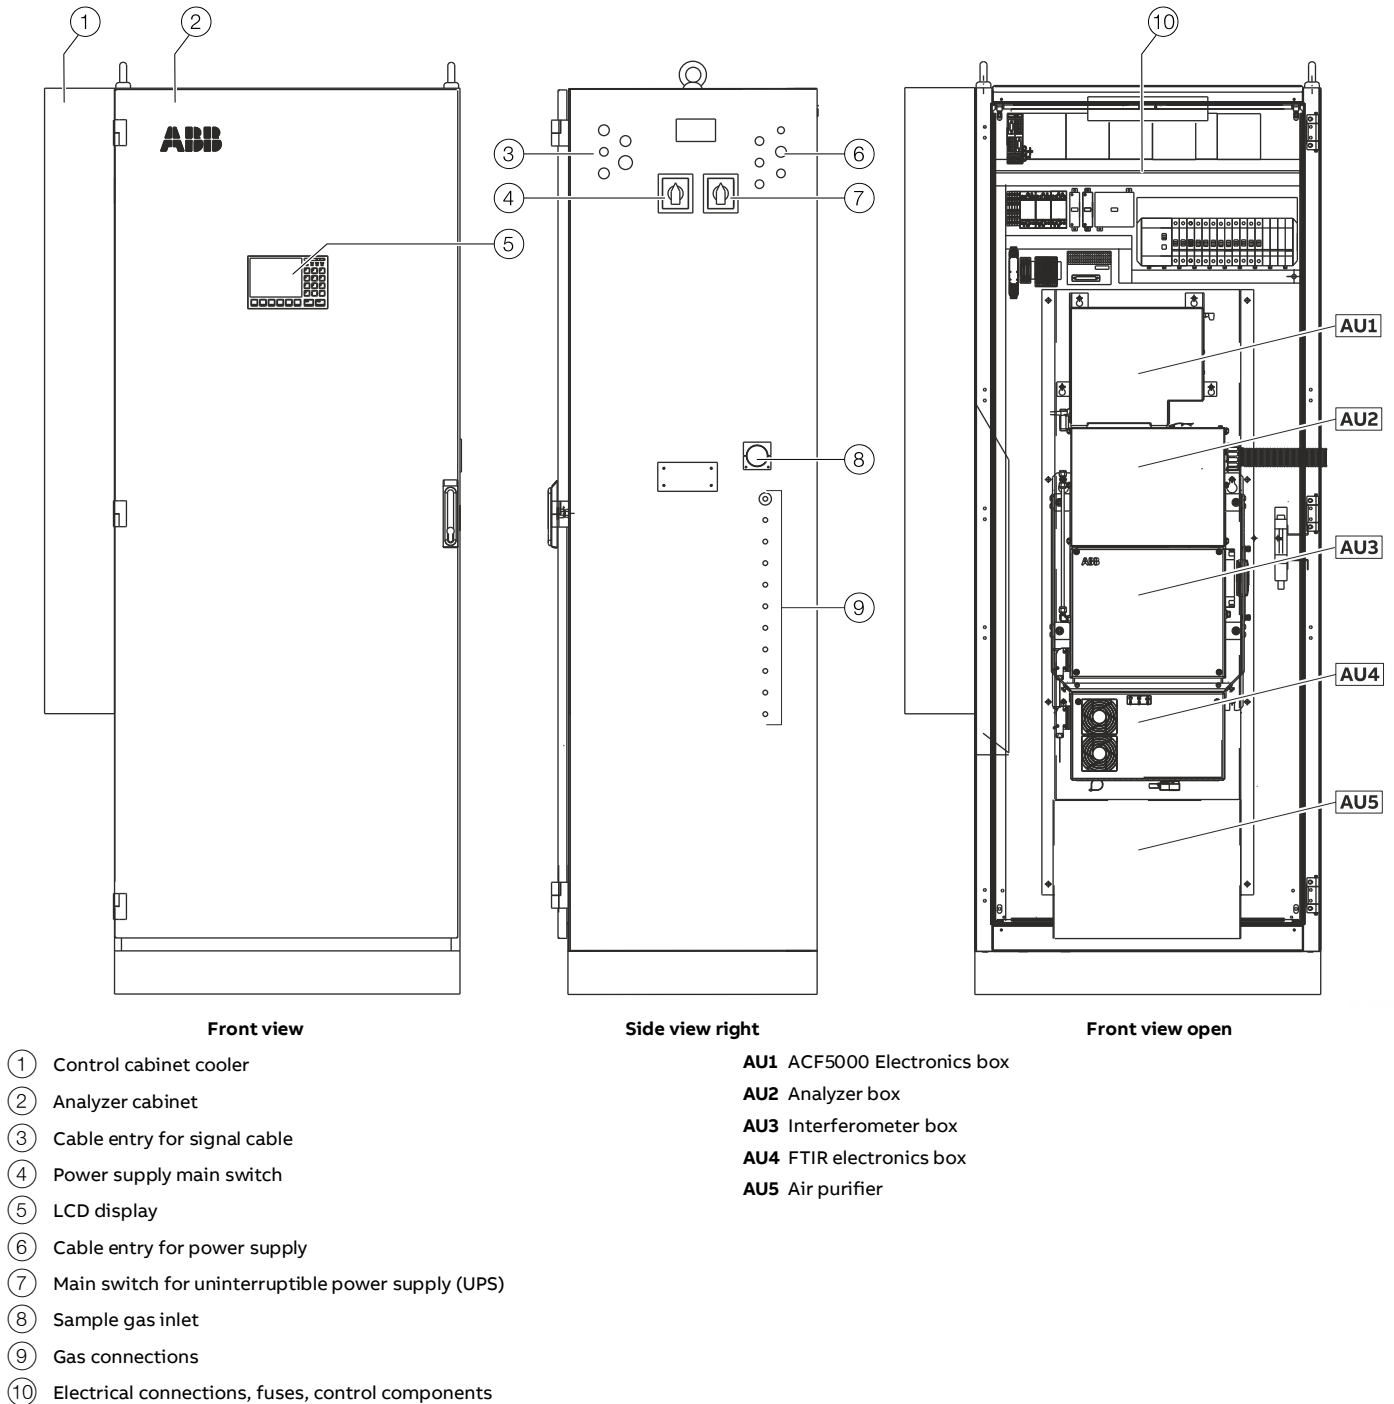 1
2
10
ABB
3
6
4
7
5
AU1
AU2
8
AU3
ABB
9
AU4
AU5
Front view
Side view right
Front view open
1 Control cabinet cooler
2 Analyzer cabinet
3 Cable entry for signal cable
4 Power supply main switch
5 LCD display
6 Cable entry for power supply
7 Main switch for uninterruptible power supply (UPS)
8 Sample gas inlet
9 Gas connections
10 Electrical connections, fuses, control components
AU1 ACF5000 Electronics box
AU2 Analyzer box
AU3 Interferometer box
AU4 FTIR electronics box
AU5 Air purifier